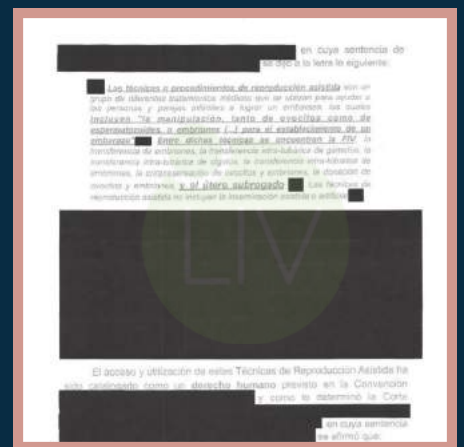 en cuya sentencia de
se dijo a la letra lo siguiente:
Las técnicas o procedimientos de reproducción asistida son un
grupo de diferentes tratamientos médicos que se utilizan para ayudar a
las personas y parejas infértiles a lograr un embarazo, las cuales
incluyen "la manipulación, tanto de ovocitos como de
espermatozoides, o embriones (...) para el establecimiento de un
embarazo" Entre dichas técnicas se encuentran la FIV, la
transferencia de embriones, la transferencia intra-tubárica de gametos, la
transferencia intra-tubárica de cigotos, la transferencia intra-tubárica de
embriones, la criopreservación de ovocitos y embriones, la donación de
ovocitos y embriones, y el útero subrogado Las técnicas de
reproducción asistida no incluyen la inseminación asistida o artificial
LIV
El acceso y utilización de estas Técnicas de Reproducción Asistida ha
sido catalogado como un derecho humano previsto en la Convención
y como lo determinó la Corte
en cuya sentencia
se afirmó que: